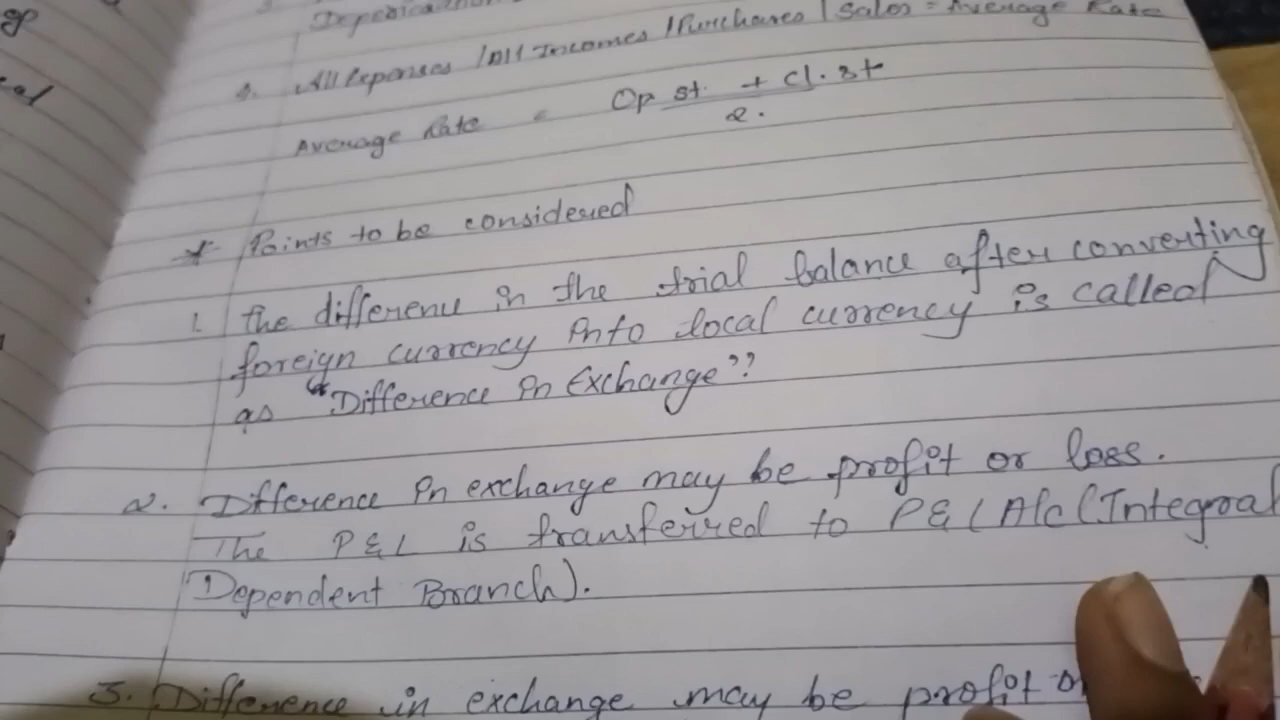 Depreciation
3. All Expenses / All Incomes / Purchases / Sales = Average Rate
Average Rate = Op st. + Cl. st
2.
* Points to be considered
1. The difference in the trial balance after converting
foreign currency into local currency is called
as "Difference in Exchange"
2. Difference in exchange may be profit or loss.
The P&L is transferred to P&L A/c (Integral
Dependent Branch).
3. Difference in exchange may be profit or